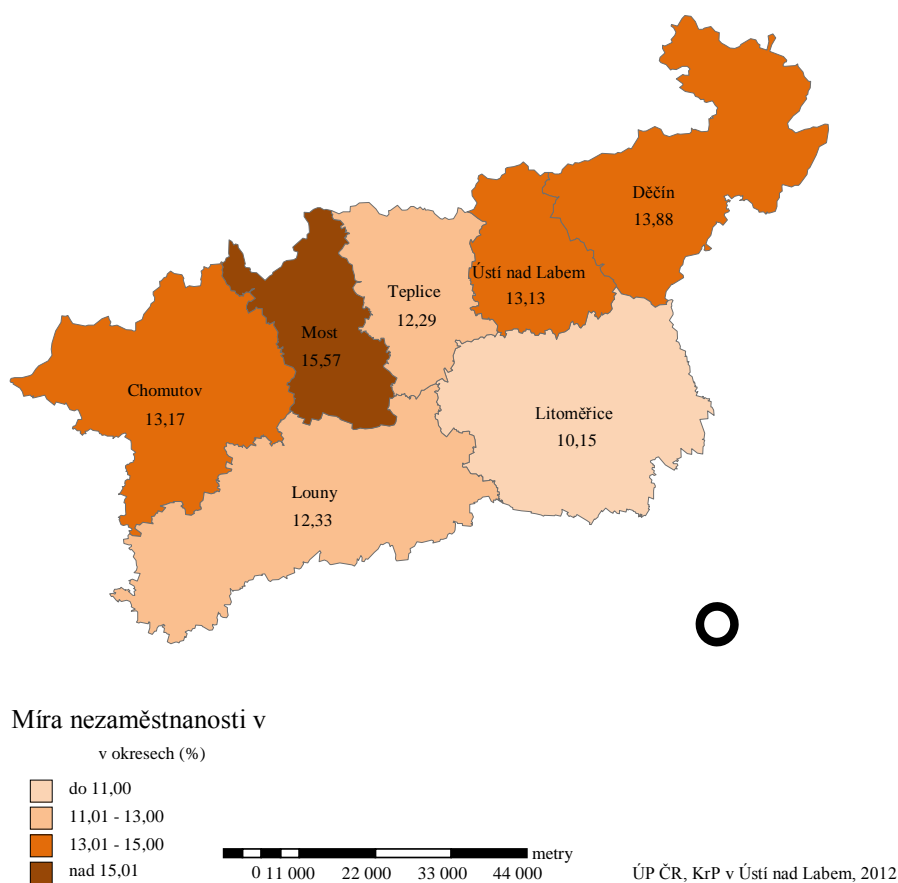 Děčín
13,88
Ústí nad Labem
13,13
Teplice
12,29
Most
15,57
Chomutov
13,17
Litoměřice
10,15
Louny
12,33
Míra nezaměstnanosti v
v okresech (%)
do 11,00
11,01 - 13,00
13,01 - 15,00
nad 15,01
metry
0 11 000 22 000 33 000 44 000
ÚP ČR, KrP v Ústí nad Labem, 2012